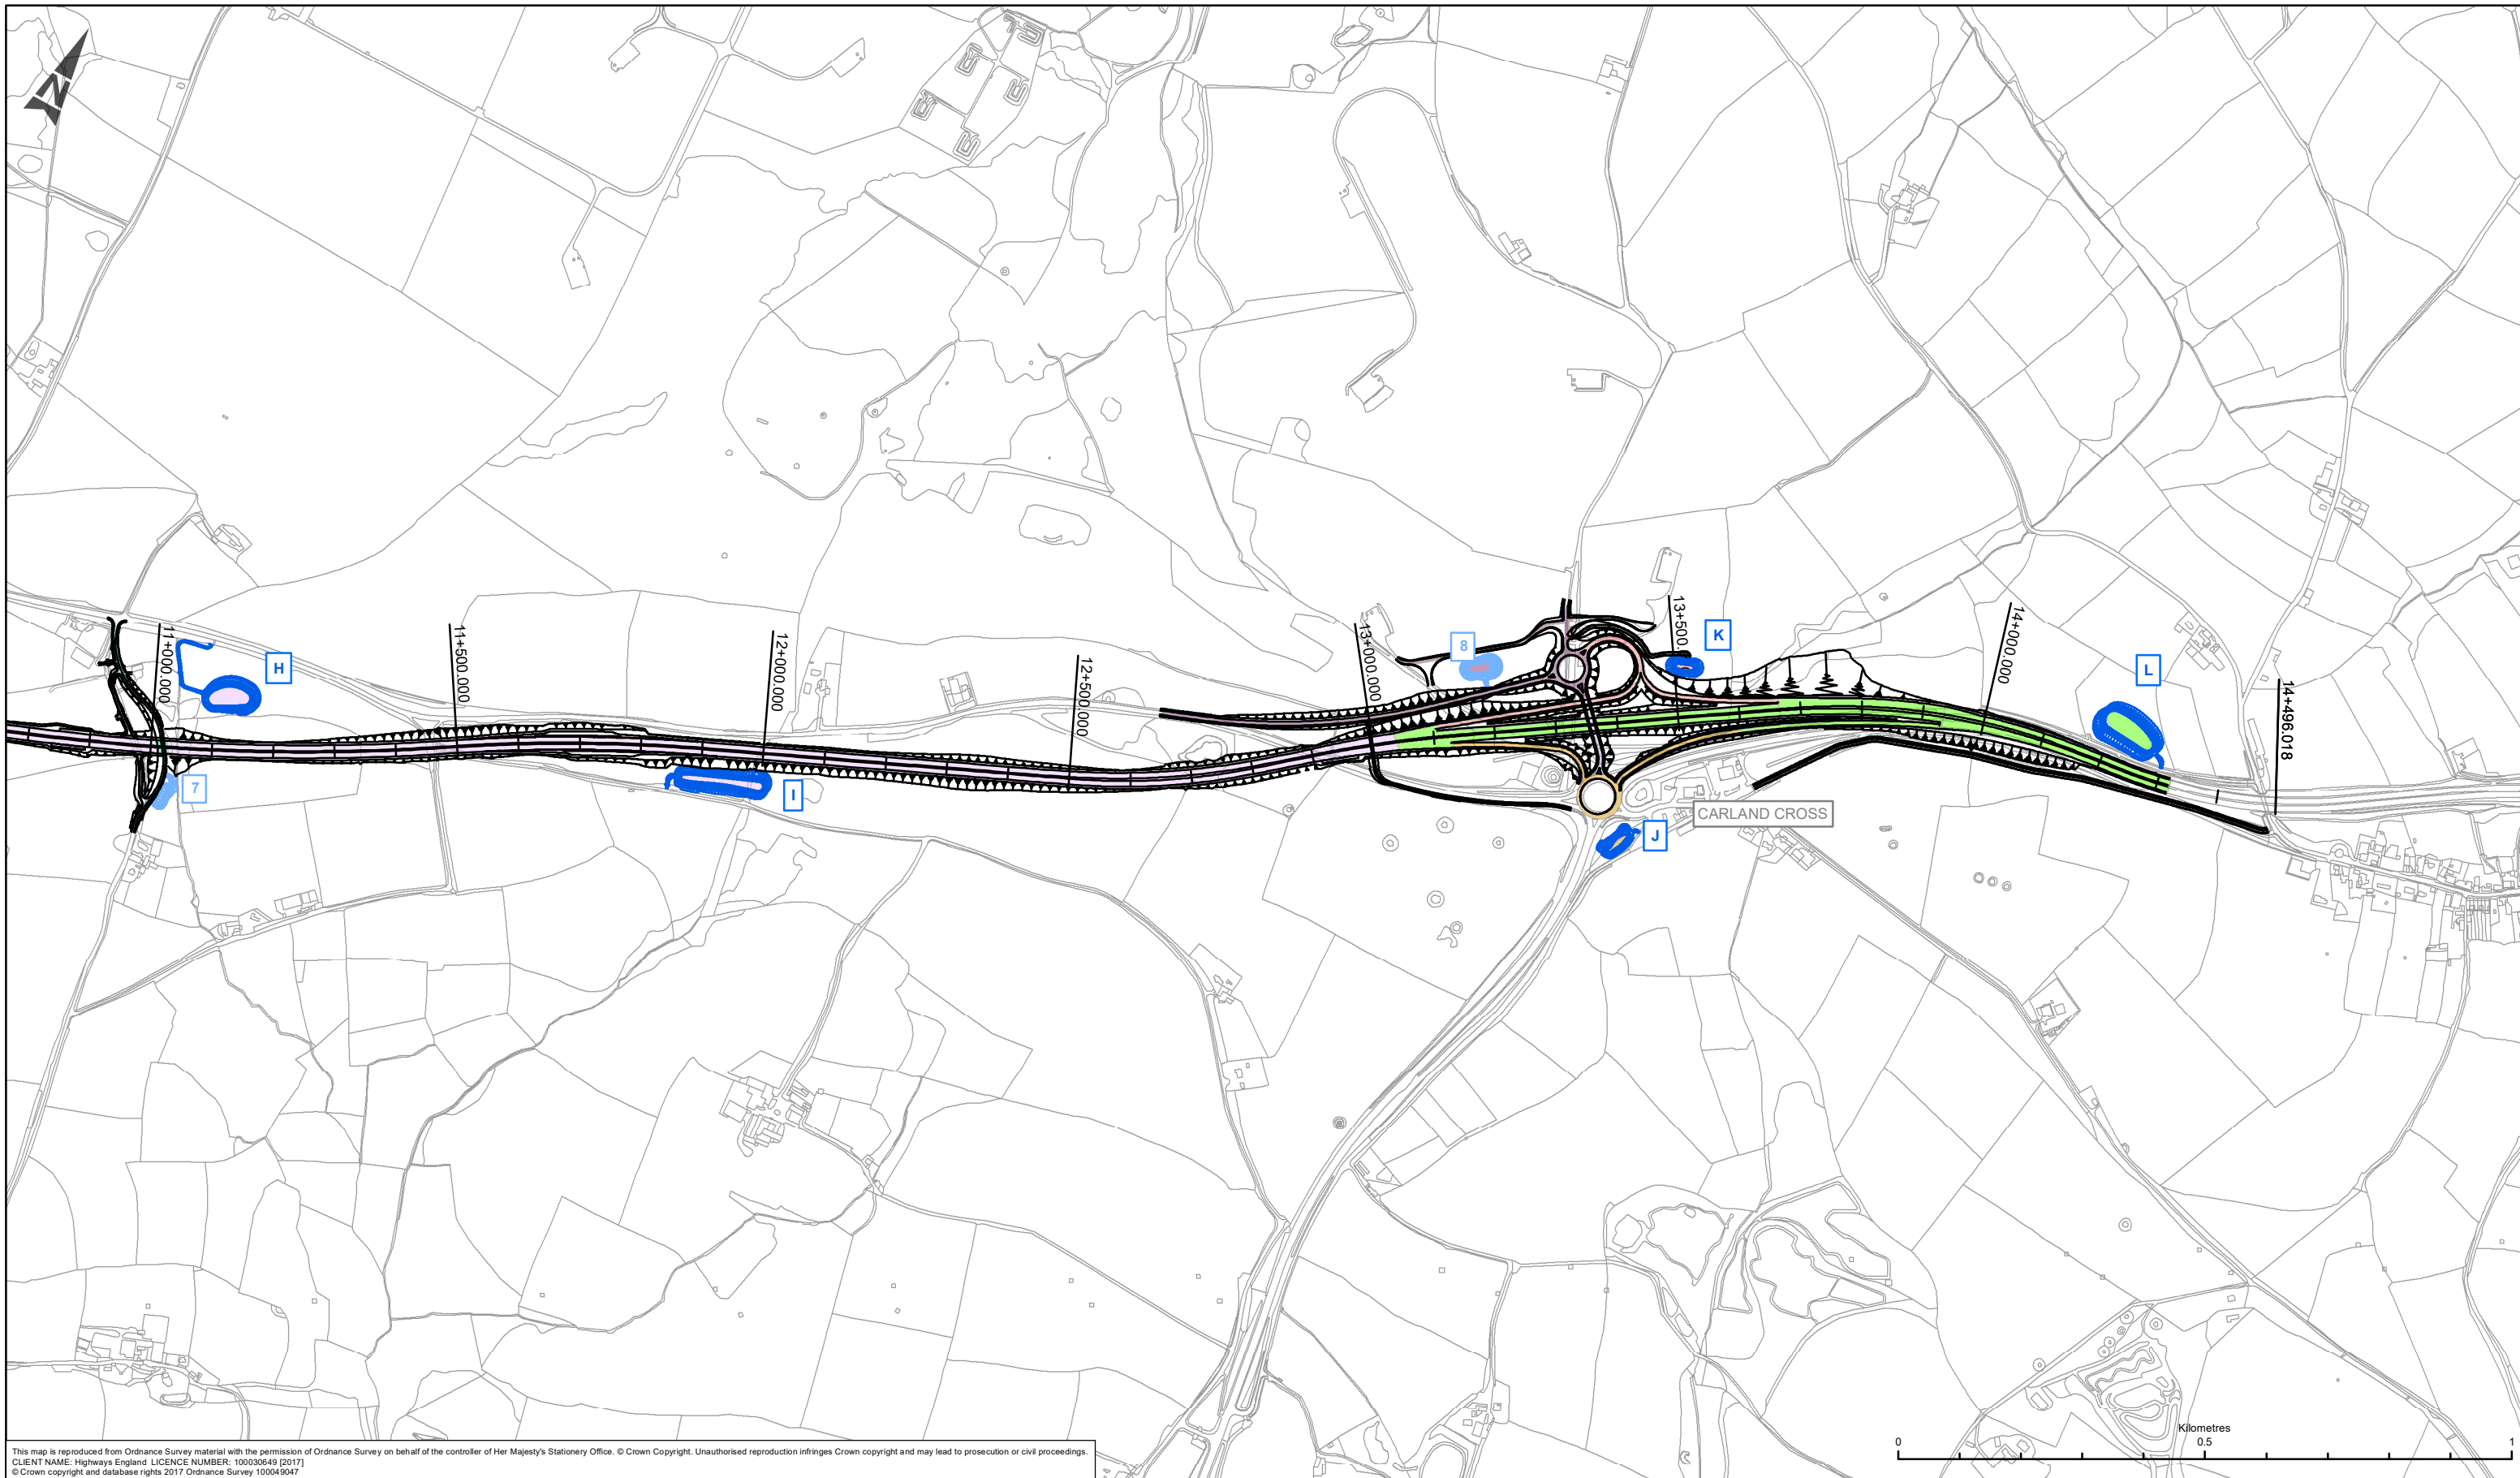 N
H
11+000.000
11+500.000
12+000.000
12+500.000
13+000.000
8
13+500.
K
14+000.000
L
14+496.018
7
I
CARLAND CROSS
J
Kilometres
0 0.5 1
This map is reproduced from Ordnance Survey material with the permission of Ordnance Survey on behalf of the controller of Her Majesty's Stationery Office. © Crown Copyright. Unauthorised reproduction infringes Crown copyright and may lead to prosecution or civil proceedings.
CLIENT NAME: Highways England LICENCE NUMBER: 100030649 [2017]
© Crown copyright and database rights 2017 Ordnance Survey 100049047